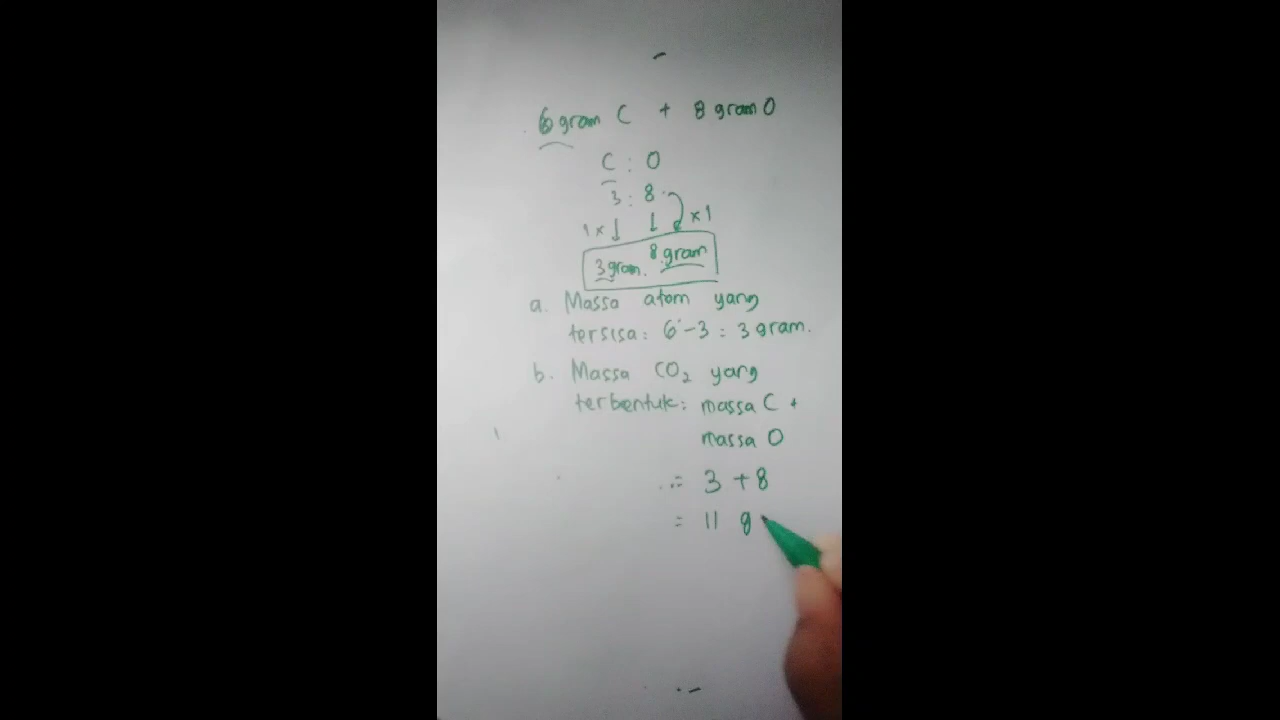 6 gram C + 8 gram O
C : O
3 : 8
1 x ↓ ↓ x 1
3 gram. 8 gram
a. Massa atom yang
tersisa: 6 - 3 = 3 gram.
b. Massa CO₂ yang
terbentuk: massa C +
massa O
= 3 + 8
= 11 g